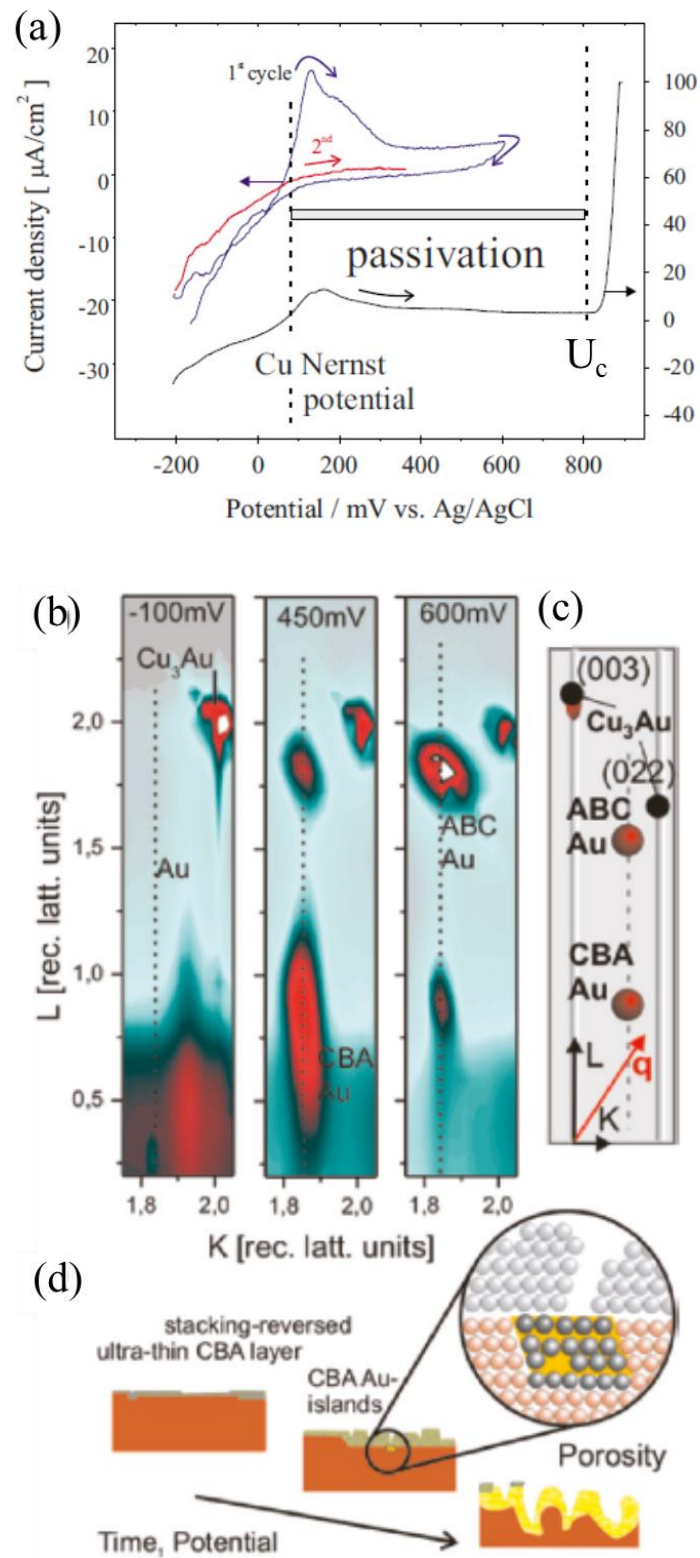 (a)
20
10
0
-10
-20
-30
Current density [ μA/cm² ]
1st cycle
2nd
100
80
60
40
20
0
-20
-40
passivation
Cu Nernst
potential
Uc
-200 0 200 400 600 800
Potential / mV vs. Ag/AgCl
(b)
-100mV
450mV
600mV
Cu3Au
Au
CBA
Au
ABC
Au
2,0
1,5
1,0
0,5
L [rec. latt. units]
1,8 2,0 1,8 2,0 1,8 2,0
K [rec. latt. units]
(c)
(003)
Cu3Au
(022)
ABC
Au
CBA
Au
L
q
K
(d)
stacking-reversed
ultra-thin CBA layer
CBA Au-
islands
Porosity
Time, Potential